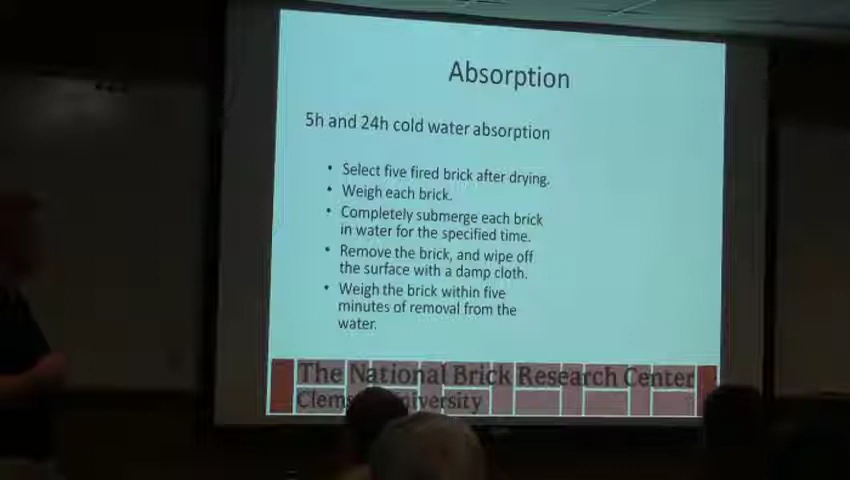 Absorption
5h and 24h cold water absorption
• Select five fired brick after drying.
• Weigh each brick.
• Completely submerge each brick
in water for the specified time.
• Remove the brick, and wipe off
the surface with a damp cloth.
• Weigh the brick within five
minutes of removal from the
water.
The National Brick Research Center